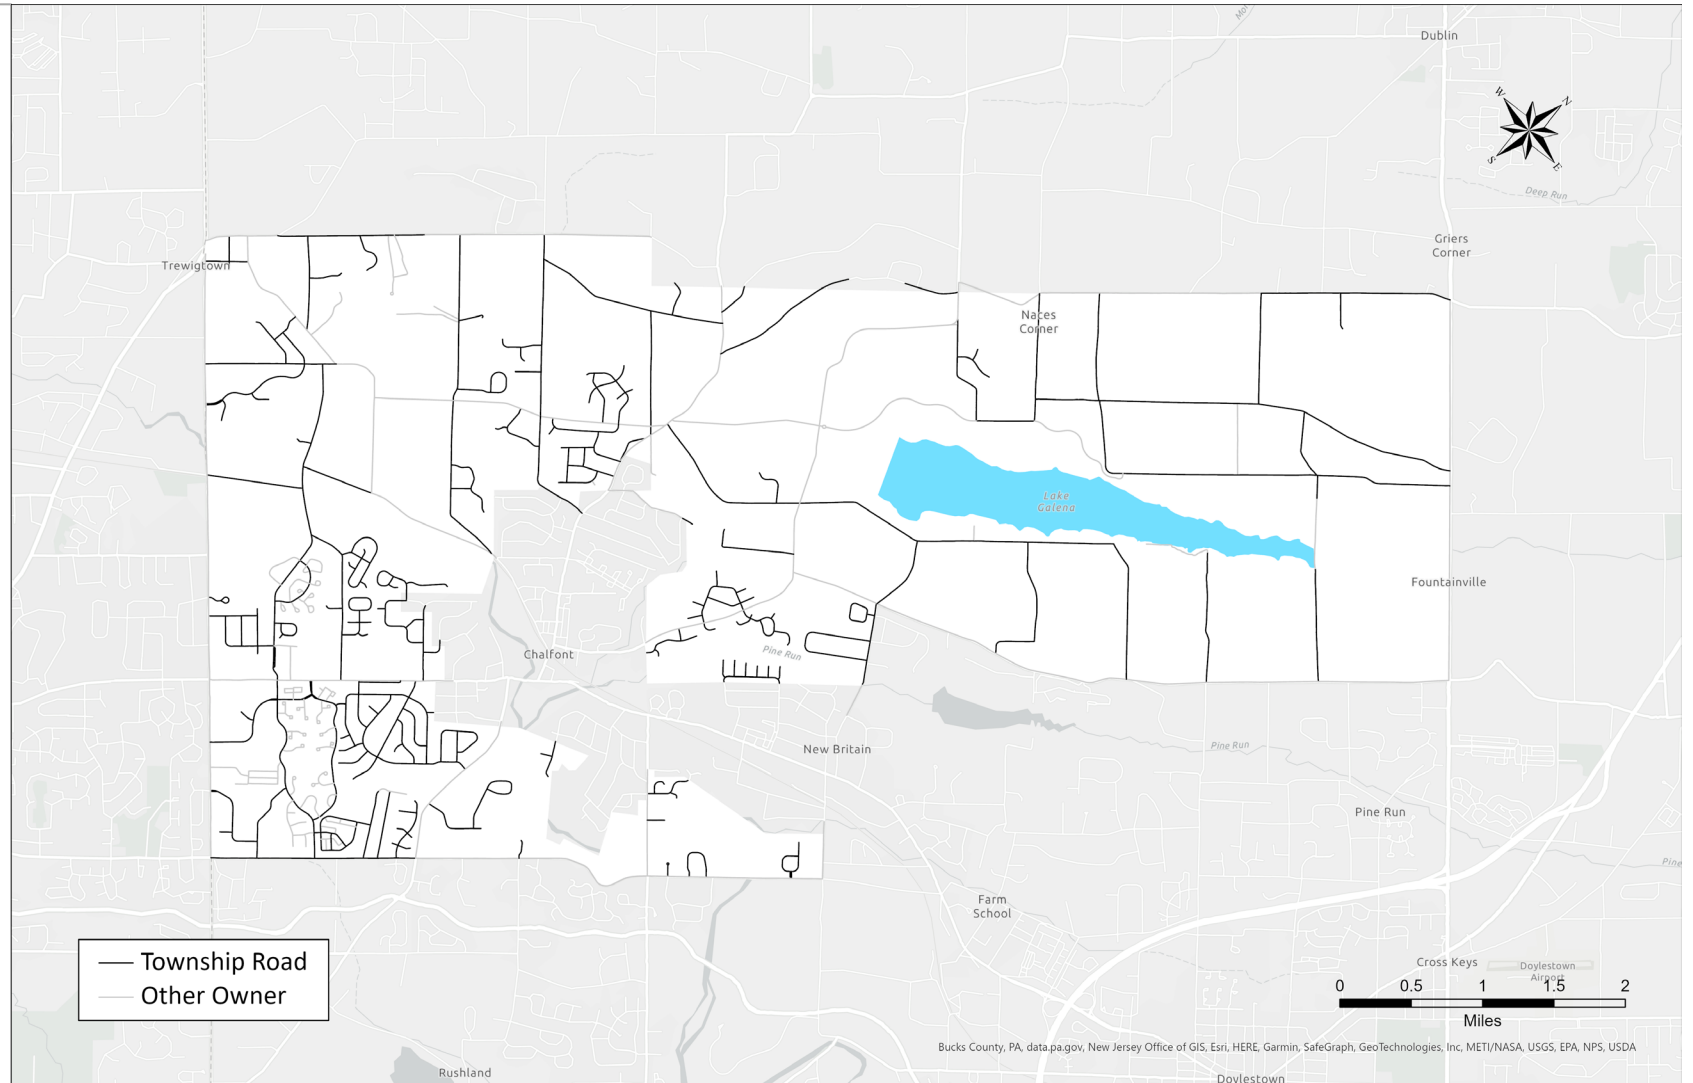 Mor
Dublin
W
N
S
E
Deep Run
Griers
Corner
Trewigtown
Naces
Corner
Lake
Galena
Fountainville
Chalfont
Pine Run
New Britain
Pine Run
Pine Run
Pine
Farm
School
Cross Keys
Doylestown
Airport
Township Road
Other Owner
0 0.5 1 1.5 2
Miles
Bucks County, PA, data.pa.gov, New Jersey Office of GIS, Esri, HERE, Garmin, SafeGraph, GeoTechnologies, Inc, METI/NASA, USGS, EPA, NPS, USDA
Rushland
Doylestown